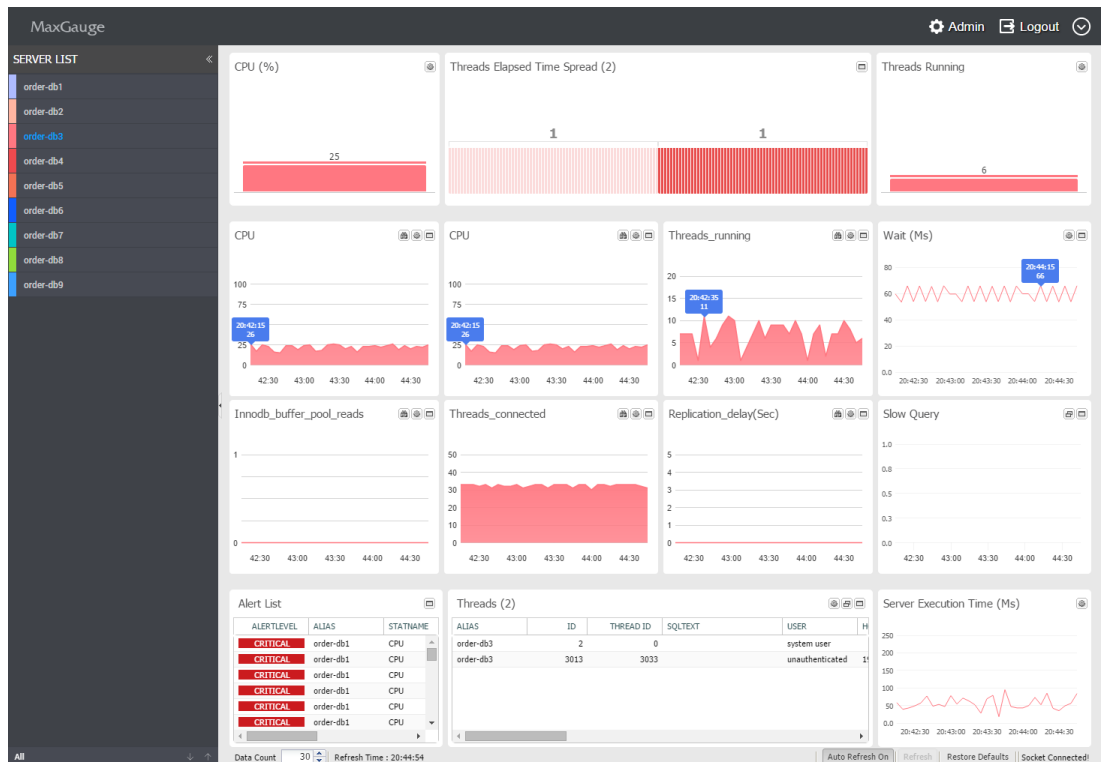 MaxGauge
Admin Logout
SERVER LIST «
order-db1
order-db2
order-db3
order-db4
order-db5
order-db6
order-db7
order-db8
order-db9
All
CPU (%)
25
Threads Elapsed Time Spread (2)
1 1
Threads Running
6
CPU
100
75
20:42:15
26
25
0
42:30 43:00 43:30 44:00 44:30
CPU
100
75
20:42:15
26
25
0
42:30 43:00 43:30 44:00 44:30
Threads_running
20
15
20:42:35
11
10
5
0
42:30 43:00 43:30 44:00 44:30
Wait (Ms)
80
20:44:15
66
60
40
20
0.0
20:42:30 20:43:00 20:43:30 20:44:00 20:44:30
Innodb_buffer_pool_reads
1
0
42:30 43:00 43:30 44:00 44:30
Threads_connected
50
40
30
20
10
0
42:30 43:00 43:30 44:00 44:30
Replication_delay(Sec)
5
4
3
2
1
0
42:30 43:00 43:30 44:00 44:30
Slow Query
1.0
0.8
0.5
0.3
0.0
42:30 43:00 43:30 44:00 44:30
Alert List
ALERTLEVEL ALIAS STATNAME
CRITICAL order-db1 CPU
CRITICAL order-db1 CPU
CRITICAL order-db1 CPU
CRITICAL order-db1 CPU
CRITICAL order-db1 CPU
CRITICAL order-db1 CPU
Threads (2)
ALIAS ID THREAD ID SQLTEXT USER H
order-db3 2 0 system user
order-db3 3013 3033 unauthenticated 19
Server Execution Time (Ms)
250
200
150
100
50
0.0
20:42:30 20:43:00 20:43:30 20:44:00 20:44:30
Data Count 30 Refresh Time : 20:44:54
Auto Refresh On Refresh Restore Defaults Socket Connected!